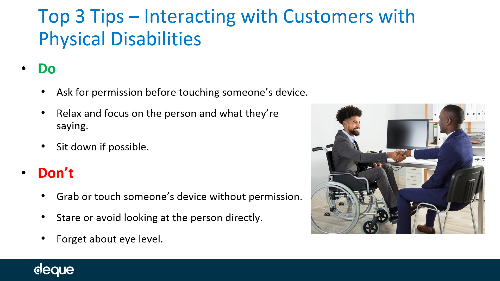 Top 3 Tips – Interacting with Customers with
Physical Disabilities
• Do
• Ask for permission before touching someone's device.
• Relax and focus on the person and what they're
saying.
• Sit down if possible.
• Don't
• Grab or touch someone's device without permission.
• Stare or avoid looking at the person directly.
• Forget about eye level.
deque